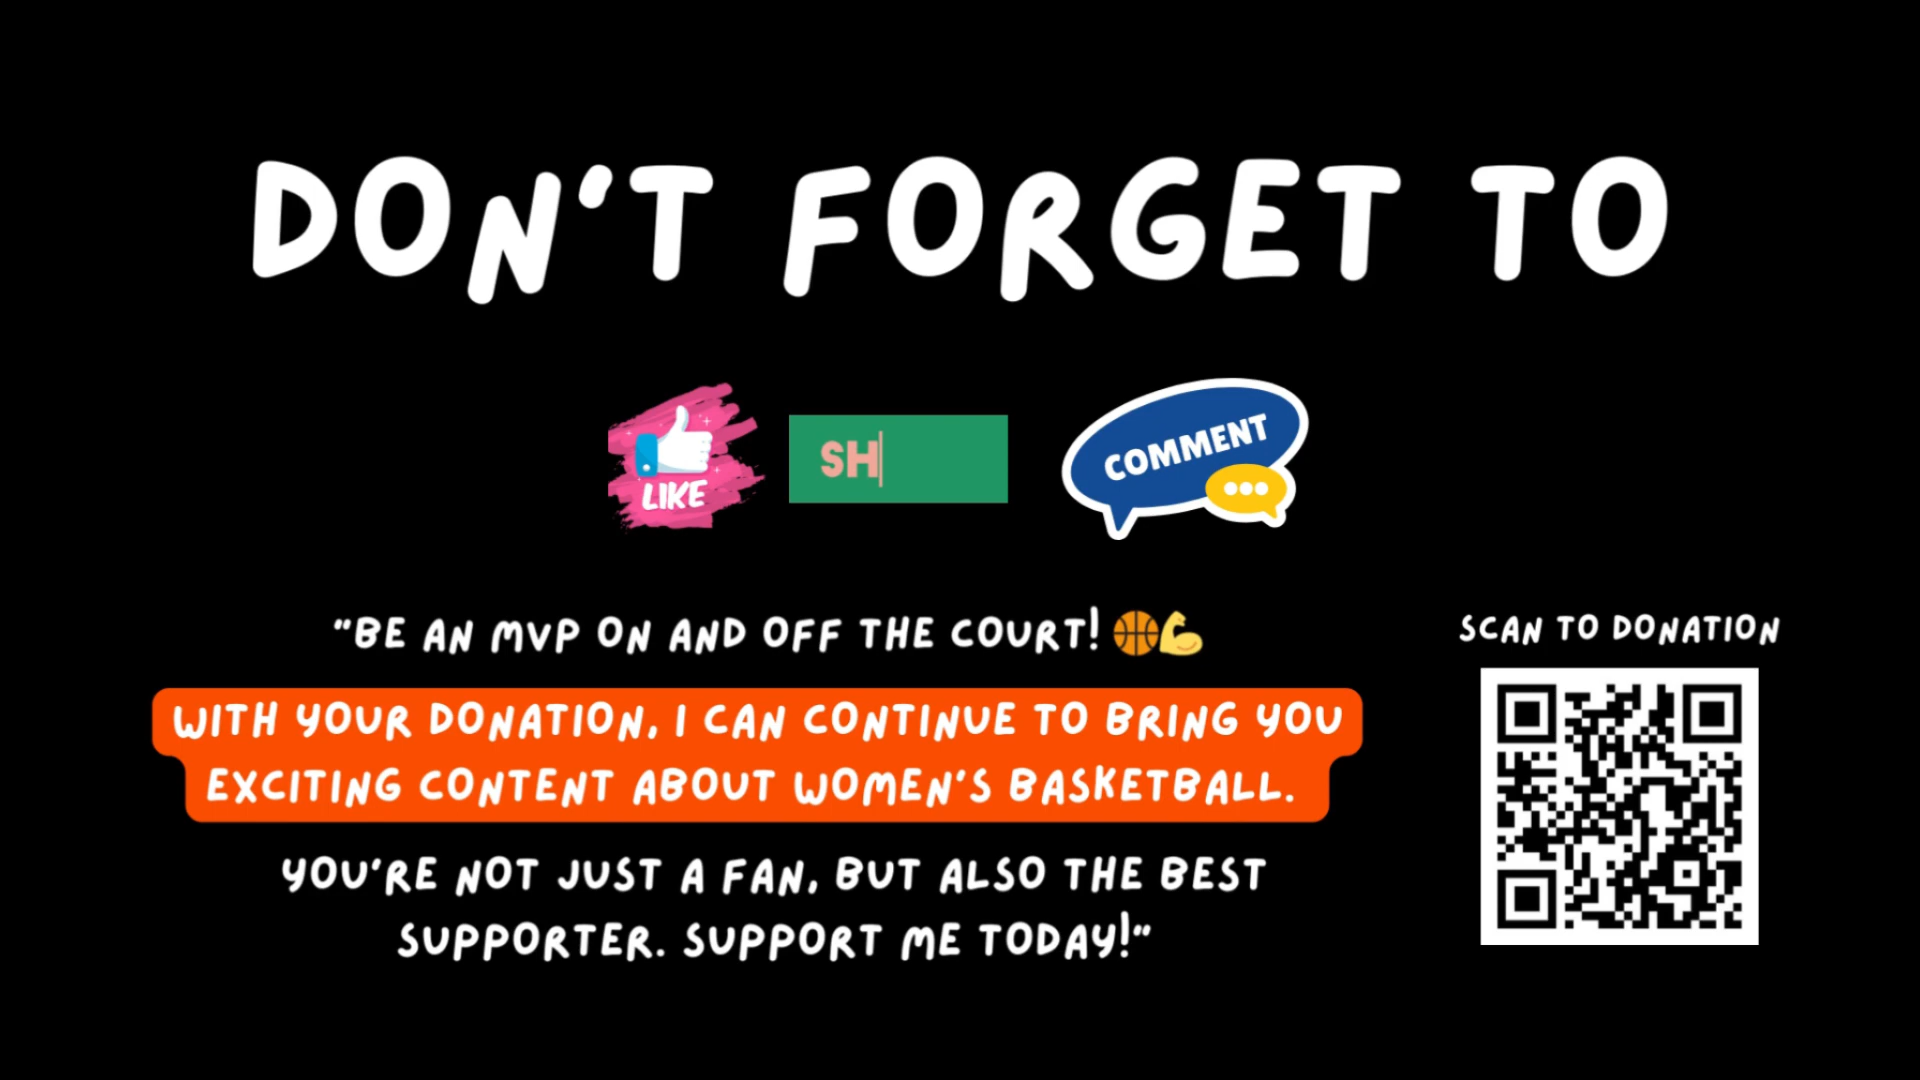 DON'T FORGET TO
LIKE
SH
COMMENT
"BE AN MVP ON AND OFF THE COURT! 🏀💪
WITH YOUR DONATION, I CAN CONTINUE TO BRING YOU
EXCITING CONTENT ABOUT WOMEN'S BASKETBALL.
YOU'RE NOT JUST A FAN, BUT ALSO THE BEST
SUPPORTER. SUPPORT ME TODAY!"
SCAN TO DONATION